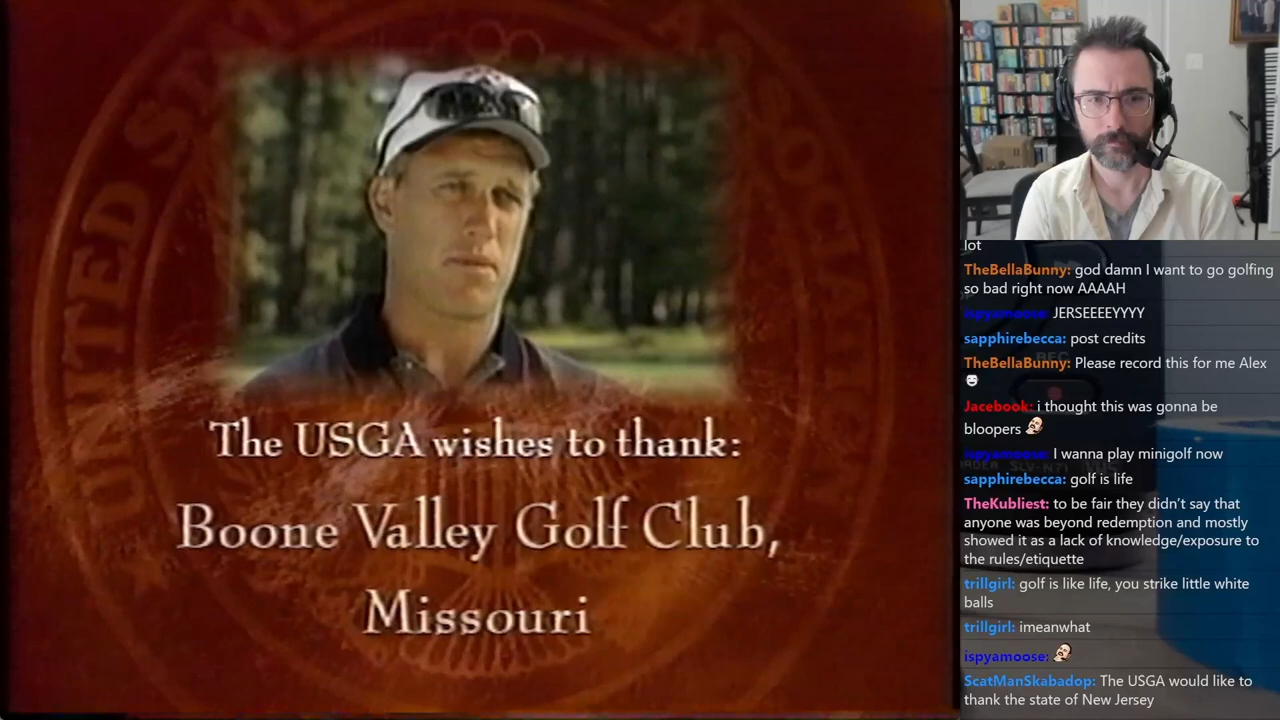 UNITED STA
ASSOCIATION
The USGA wishes to thank:
Boone Valley Golf Club,
Missouri
lot
TheBellaBunny: god damn I want to go golfing
so bad right now AAAAH
ispyamoose: JERSEEEEYYYY
sapphirebecca: post credits
TheBellaBunny: Please record this for me Alex
Jacebook: i thought this was gonna be
bloopers
ispyamoose: I wanna play minigolf now
sapphirebecca: golf is life
TheKubliest: to be fair they didn’t say that
anyone was beyond redemption and mostly
showed it as a lack of knowledge/exposure to
the rules/etiquette
trillgirl: golf is like life, you strike little white
balls
trillgirl: imeanwhat
ispyamoose:
ScatManSkabadop: The USGA would like to
thank the state of New Jersey
REC